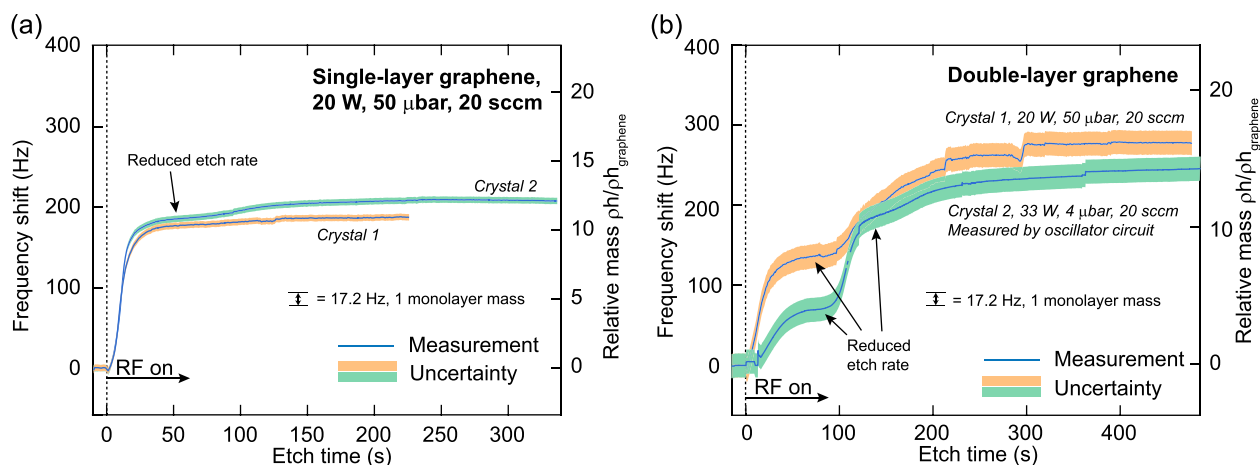 (a)
Frequency shift (Hz)
400
300
200
100
0
Single-layer graphene,
20 W, 50 μbar, 20 sccm
Reduced etch rate
Crystal 2
Crystal 1
= 17.2 Hz, 1 monolayer mass
Measurement
Uncertainty
RF on
0 50 100 150 200 250 300
Etch time (s)
20
15
10
5
0
Relative mass ρh/ρh graphene
(b)
Frequency shift (Hz)
400
300
200
100
0
Double-layer graphene
Crystal 1, 20 W, 50 μbar, 20 sccm
Crystal 2, 33 W, 4 μbar, 20 sccm
Measured by oscillator circuit
= 17.2 Hz, 1 monolayer mass
Reduced
etch rate
Measurement
Uncertainty
RF on
0 100 200 300 400
Etch time (s)
20
10
0
Relative mass ρh/ρh graphene